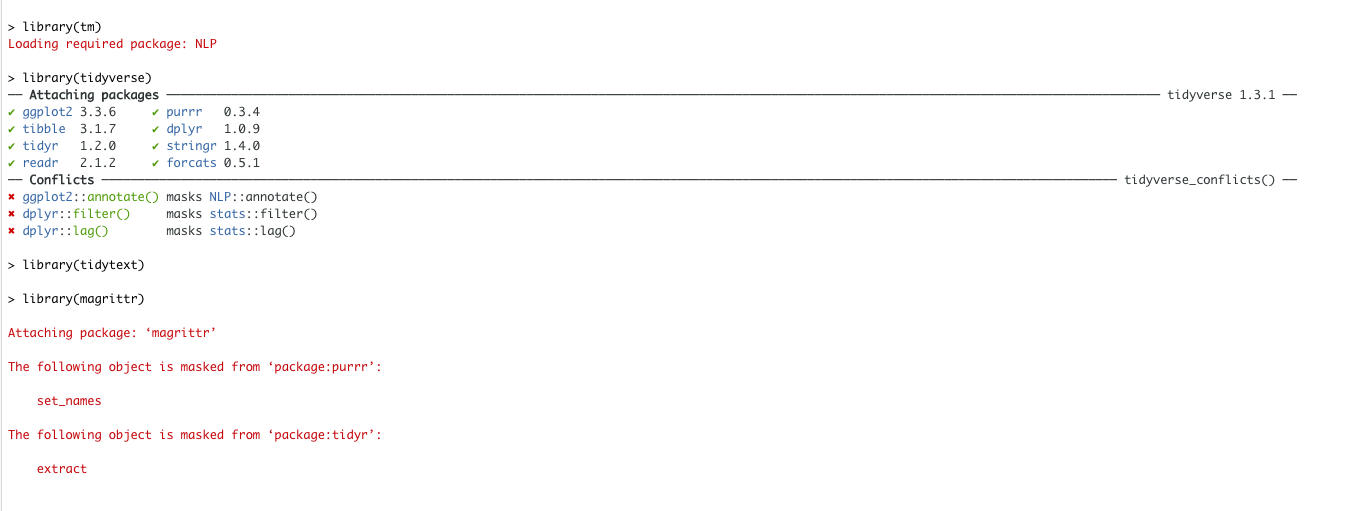 > library(tm)
Loading required package: NLP
> library(tidyverse)
── Attaching packages ──────────────────────────────── tidyverse 1.3.1 ──
✔ ggplot2 3.3.6     ✔ purrr   0.3.4
✔ tibble  3.1.7     ✔ dplyr   1.0.9
✔ tidyr   1.2.0     ✔ stringr 1.4.0
✔ readr   2.1.2     ✔ forcats 0.5.1
── Conflicts ──────────────────────────────── tidyverse_conflicts() ──
✖ ggplot2::annotate() masks NLP::annotate()
✖ dplyr::filter()     masks stats::filter()
✖ dplyr::lag()        masks stats::lag()
> library(tidytext)
> library(magrittr)
Attaching package: ‘magrittr’
The following object is masked from ‘package:purrr’:
set_names
The following object is masked from ‘package:tidyr’:
extract